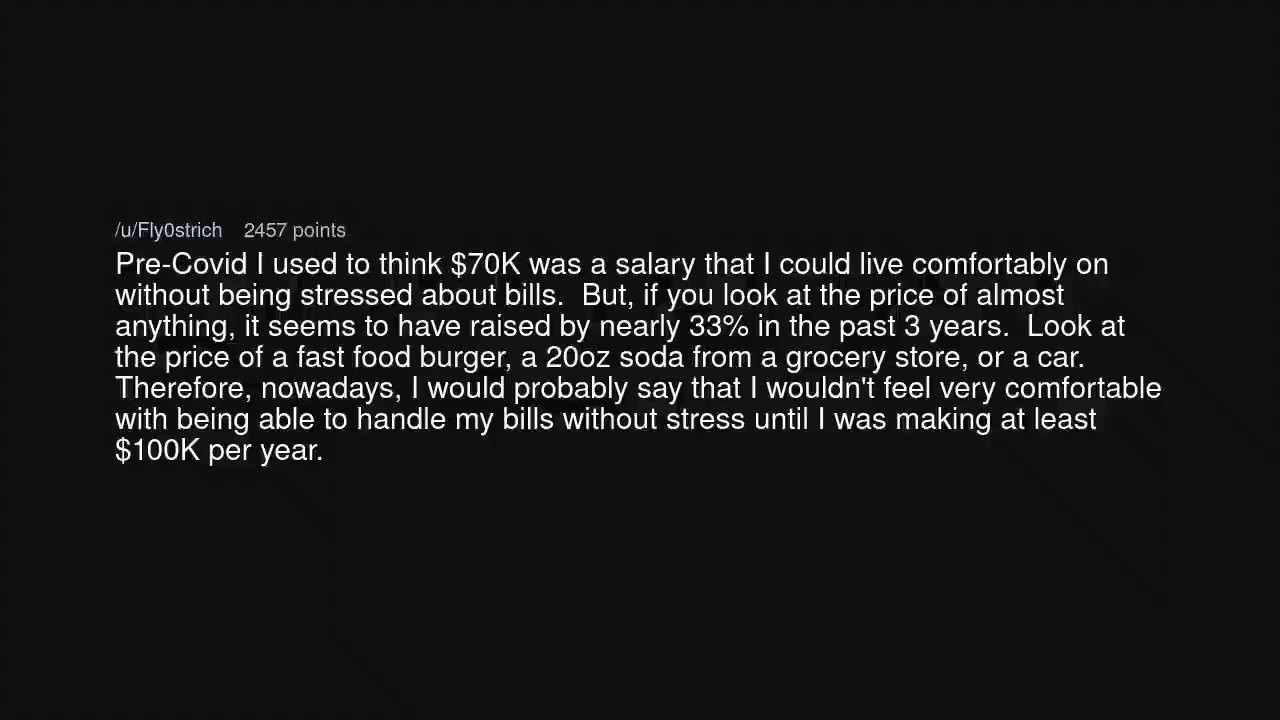 /u/Fly0strich 2457 points
Pre-Covid I used to think $70K was a salary that I could live comfortably on
without being stressed about bills.  But, if you look at the price of almost
anything, it seems to have raised by nearly 33% in the past 3 years.  Look at
the price of a fast food burger, a 20oz soda from a grocery store, or a car.
Therefore, nowadays, I would probably say that I wouldn't feel very comfortable
with being able to handle my bills without stress until I was making at least
$100K per year.